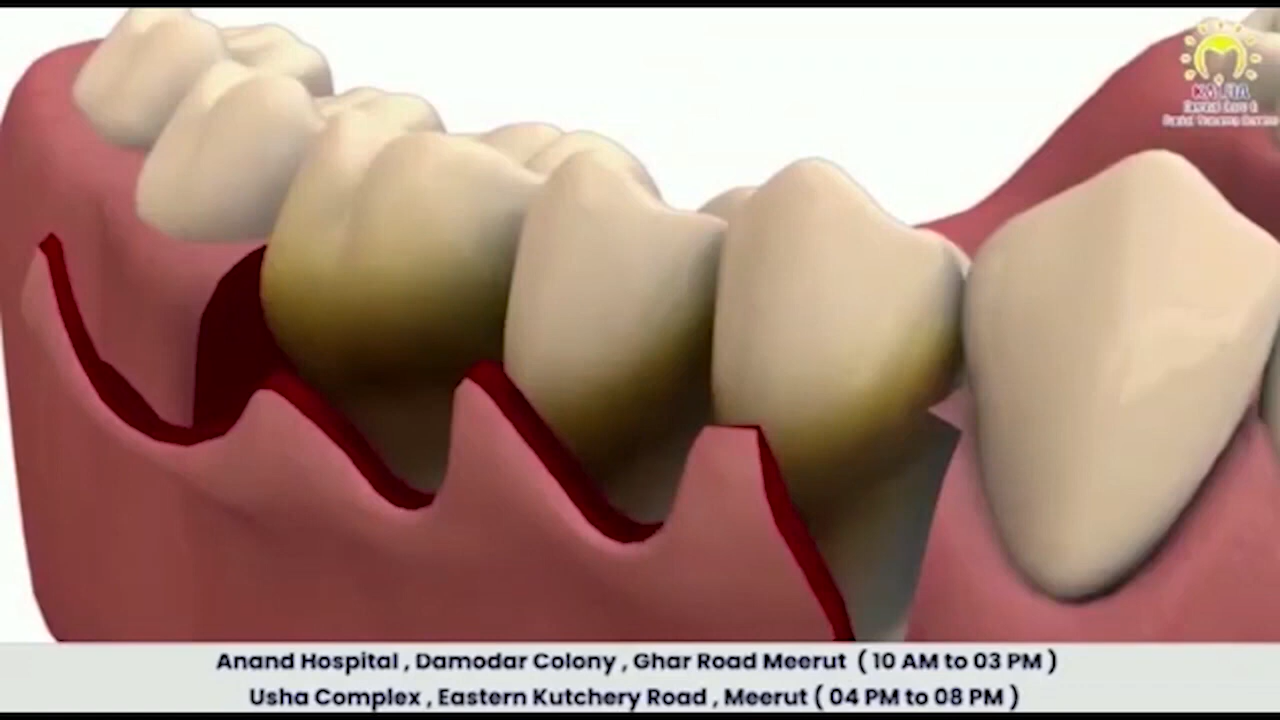 KALRA
Anand Hospital , Damodar Colony , Ghar Road Meerut ( 10 AM to 03 PM )
Usha Complex , Eastern Kutchery Road , Meerut ( 04 PM to 08 PM )